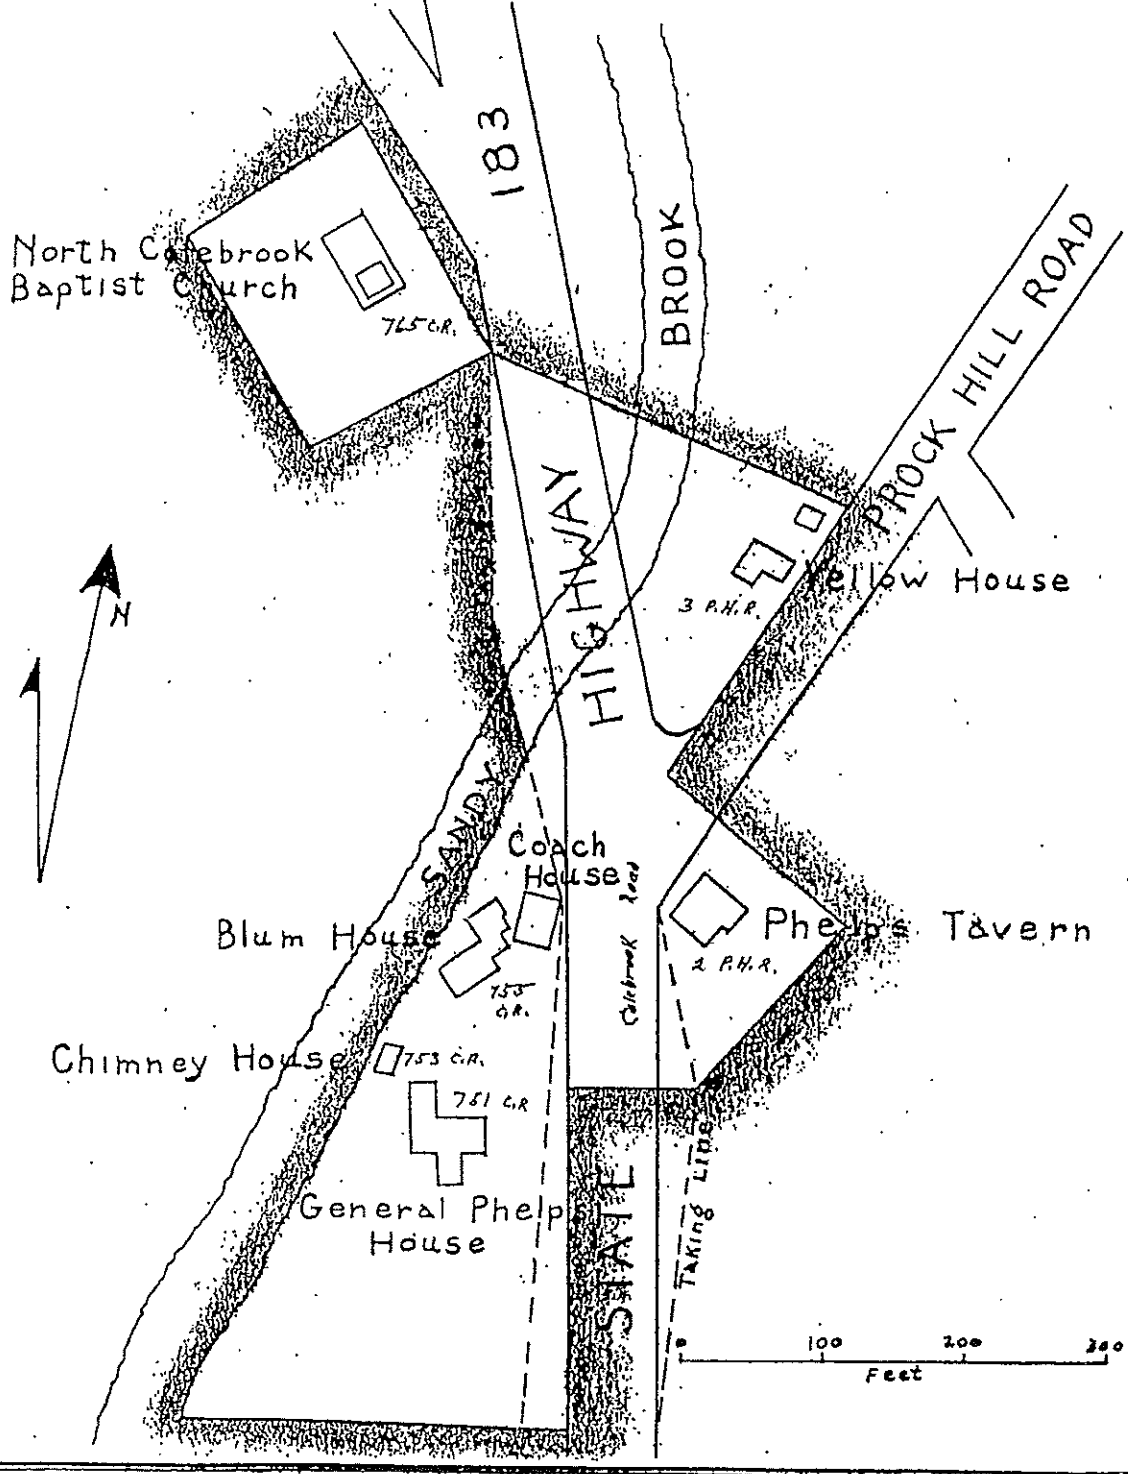 183
North Colebrook
Baptist Church
765 C.R.
BROOK
PROCK HILL ROAD
HIGHWAY
Yellow House
3 P.H.R.
N
SANDY
Coach
House
Colebrook Road
Blum House
755
C.R.
Phelps Tavern
2 P.H.R.
Chimney House
753 C.R.
751 C.R
General Phelps
House
STATE
Taking Line
0 100 200 300
Feet